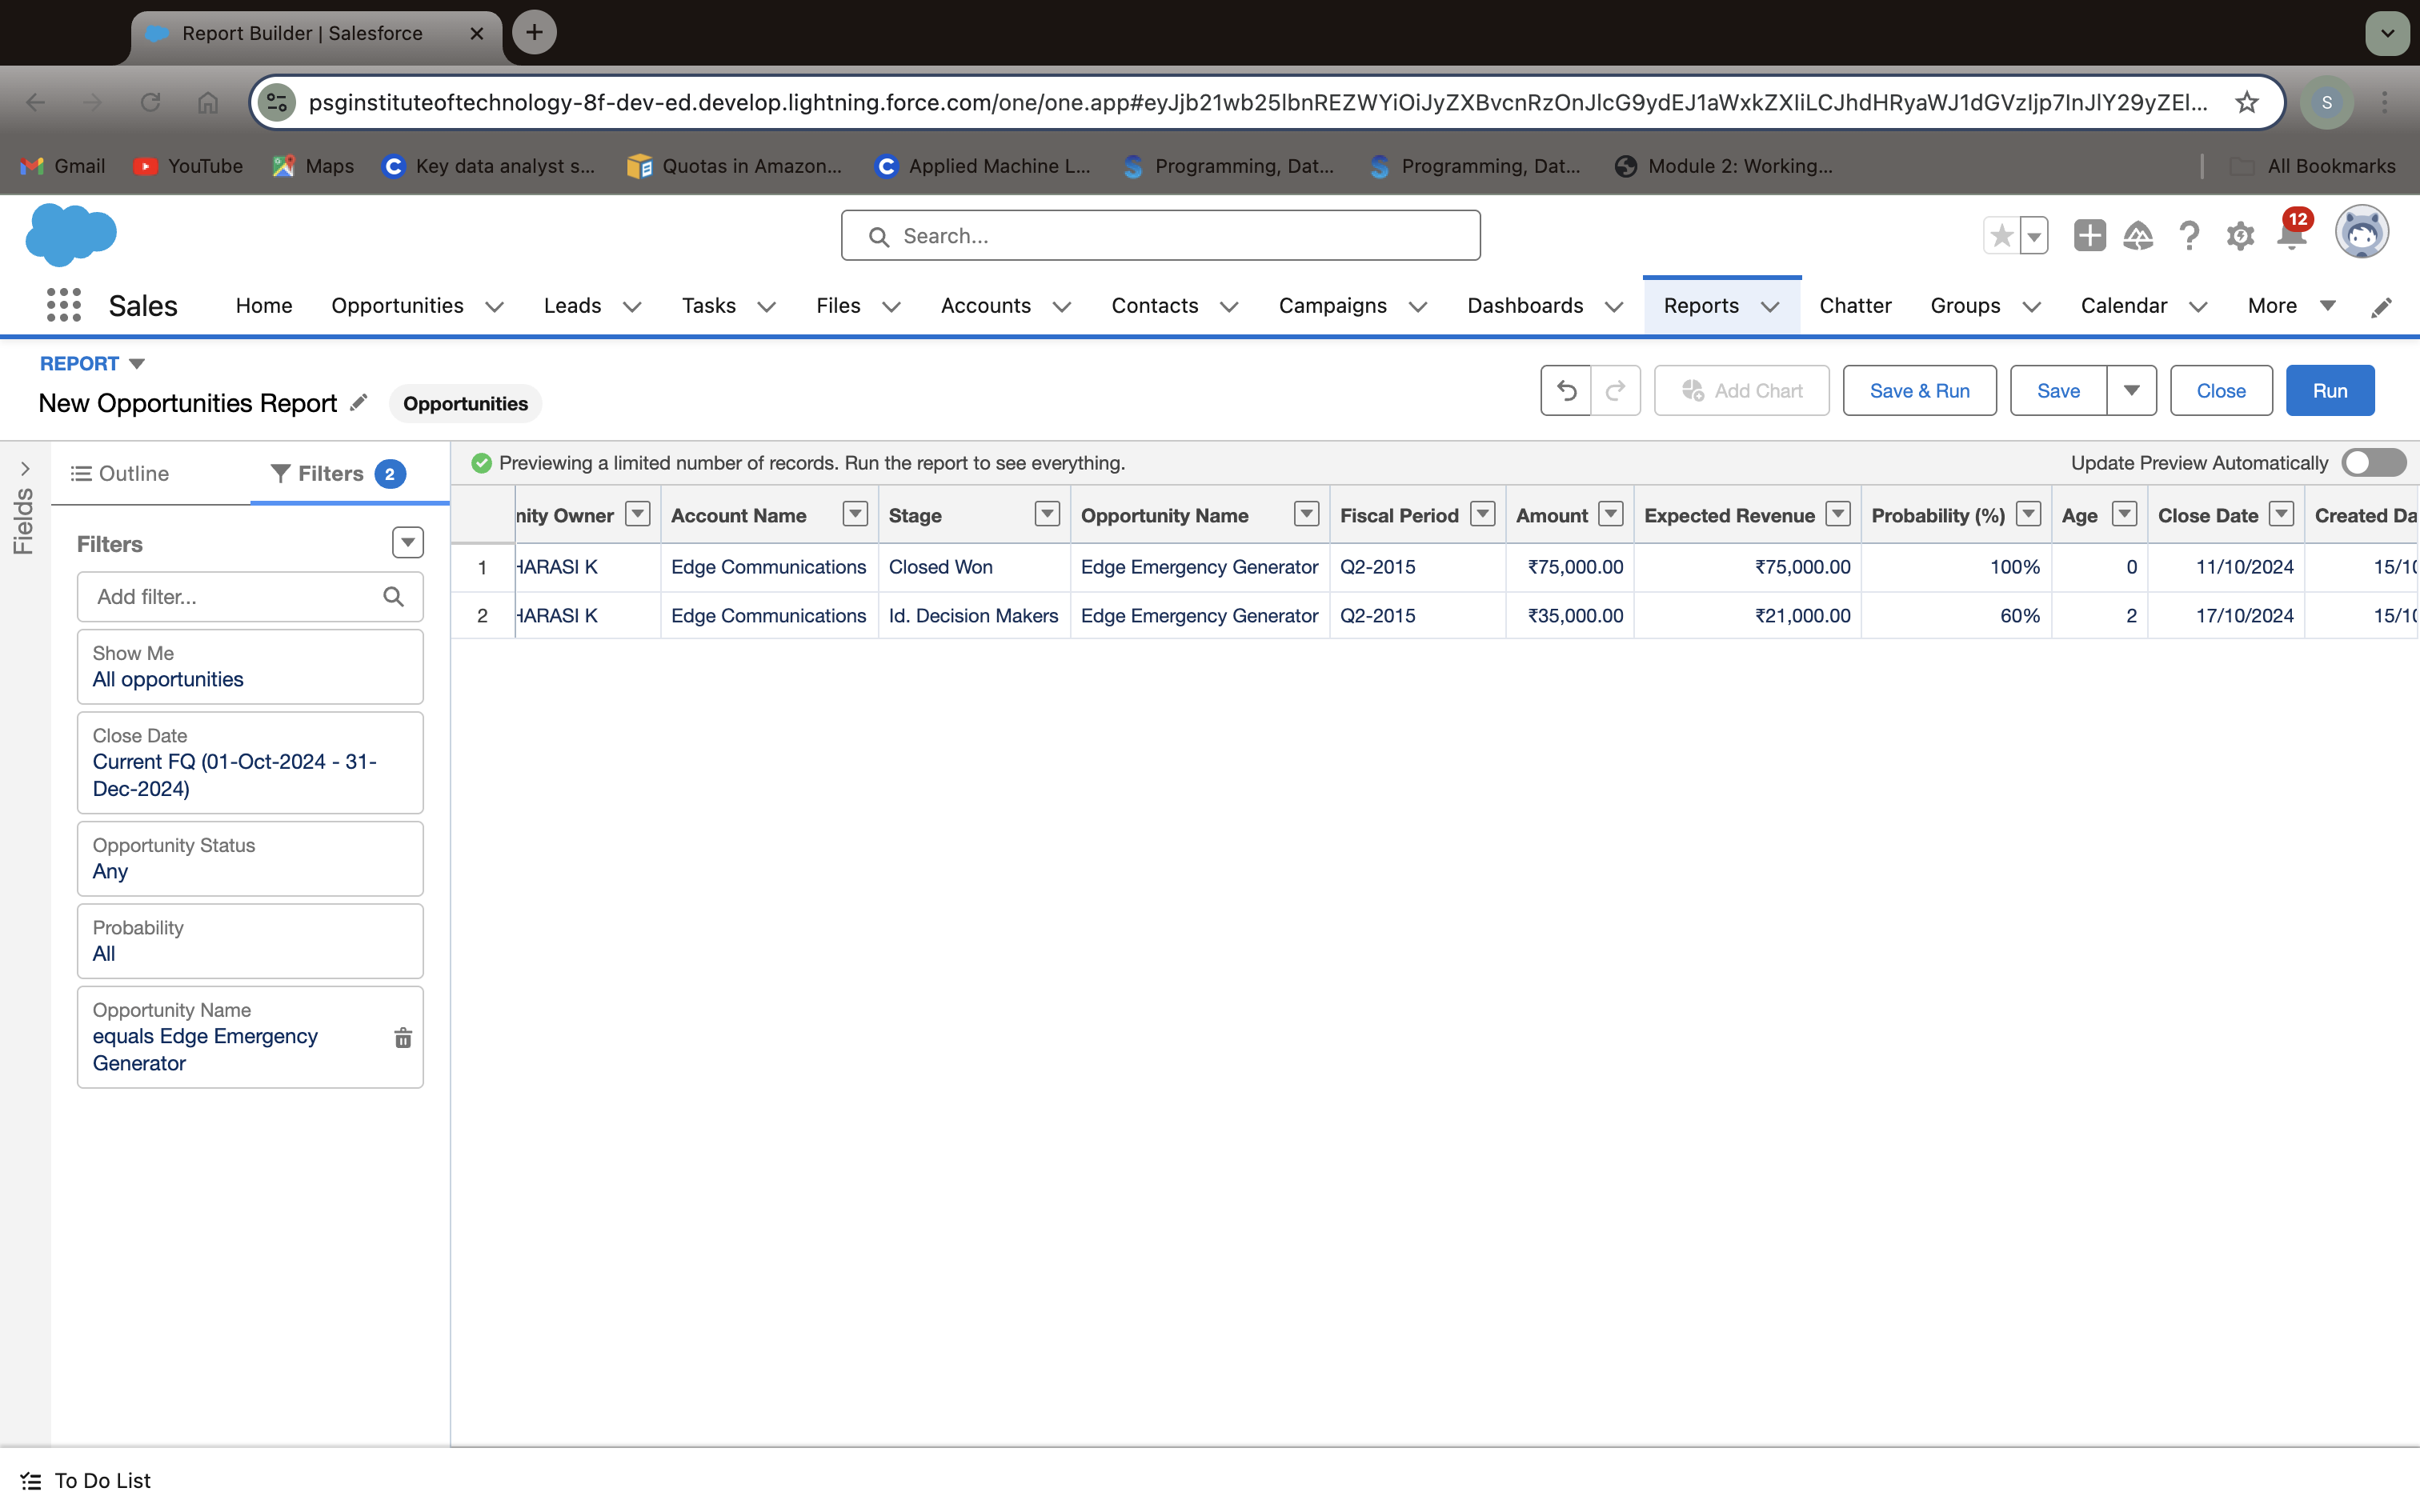 Report Builder | Salesforce
psginstituteoftechnology-8f-dev-ed.develop.lightning.force.com/one/one.app#eyJjb21wb25lbnREZWYiOiJyZXBvcnRzOnJlcG9ydEJ1aWxkZXIiLCJhdHRyaWJ1dGVzIjp7InJlY29yZEl...
S
Gmail YouTube Maps Key data analyst s... Quotas in Amazon... Applied Machine L... Programming, Dat... Programming, Dat... Module 2: Working... All Bookmarks
Search...
12
Sales Home Opportunities Leads Tasks Files Accounts Contacts Campaigns Dashboards Reports Chatter Groups Calendar More
REPORT
New Opportunities Report Opportunities
Add Chart Save & Run Save Close Run
Fields
Outline Filters 2
Previewing a limited number of records. Run the report to see everything. Update Preview Automatically
nity Owner Account Name Stage Opportunity Name Fiscal Period Amount Expected Revenue Probability (%) Age Close Date Created Da
1 HARASI K Edge Communications Closed Won Edge Emergency Generator Q2-2015 ₹75,000.00 ₹75,000.00 100% 0 11/10/2024 15/10
2 HARASI K Edge Communications Id. Decision Makers Edge Emergency Generator Q2-2015 ₹35,000.00 ₹21,000.00 60% 2 17/10/2024 15/10
Filters
Add filter...
Show Me
All opportunities
Close Date
Current FQ (01-Oct-2024 - 31-
Dec-2024)
Opportunity Status
Any
Probability
All
Opportunity Name
equals Edge Emergency
Generator
To Do List